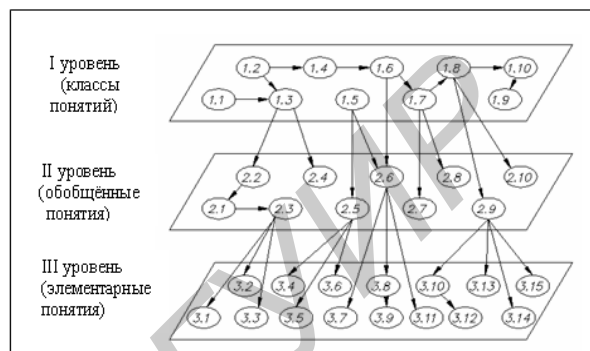 I уровень
(классы
понятий)
1.2 1.4 1.6 1.8 1.10
1.1 1.3 1.5 1.7 1.9
II уровень
(обобщённые
понятия)
2.2 2.4 2.6 2.8 2.10
2.1 2.3 2.5 2.7 2.9
III уровень
(элементарные
понятия)
3.2 3.4 3.6 3.8 3.10 3.13 3.15
3.1 3.3 3.5 3.7 3.9 3.11 3.12 3.14
БГУИР